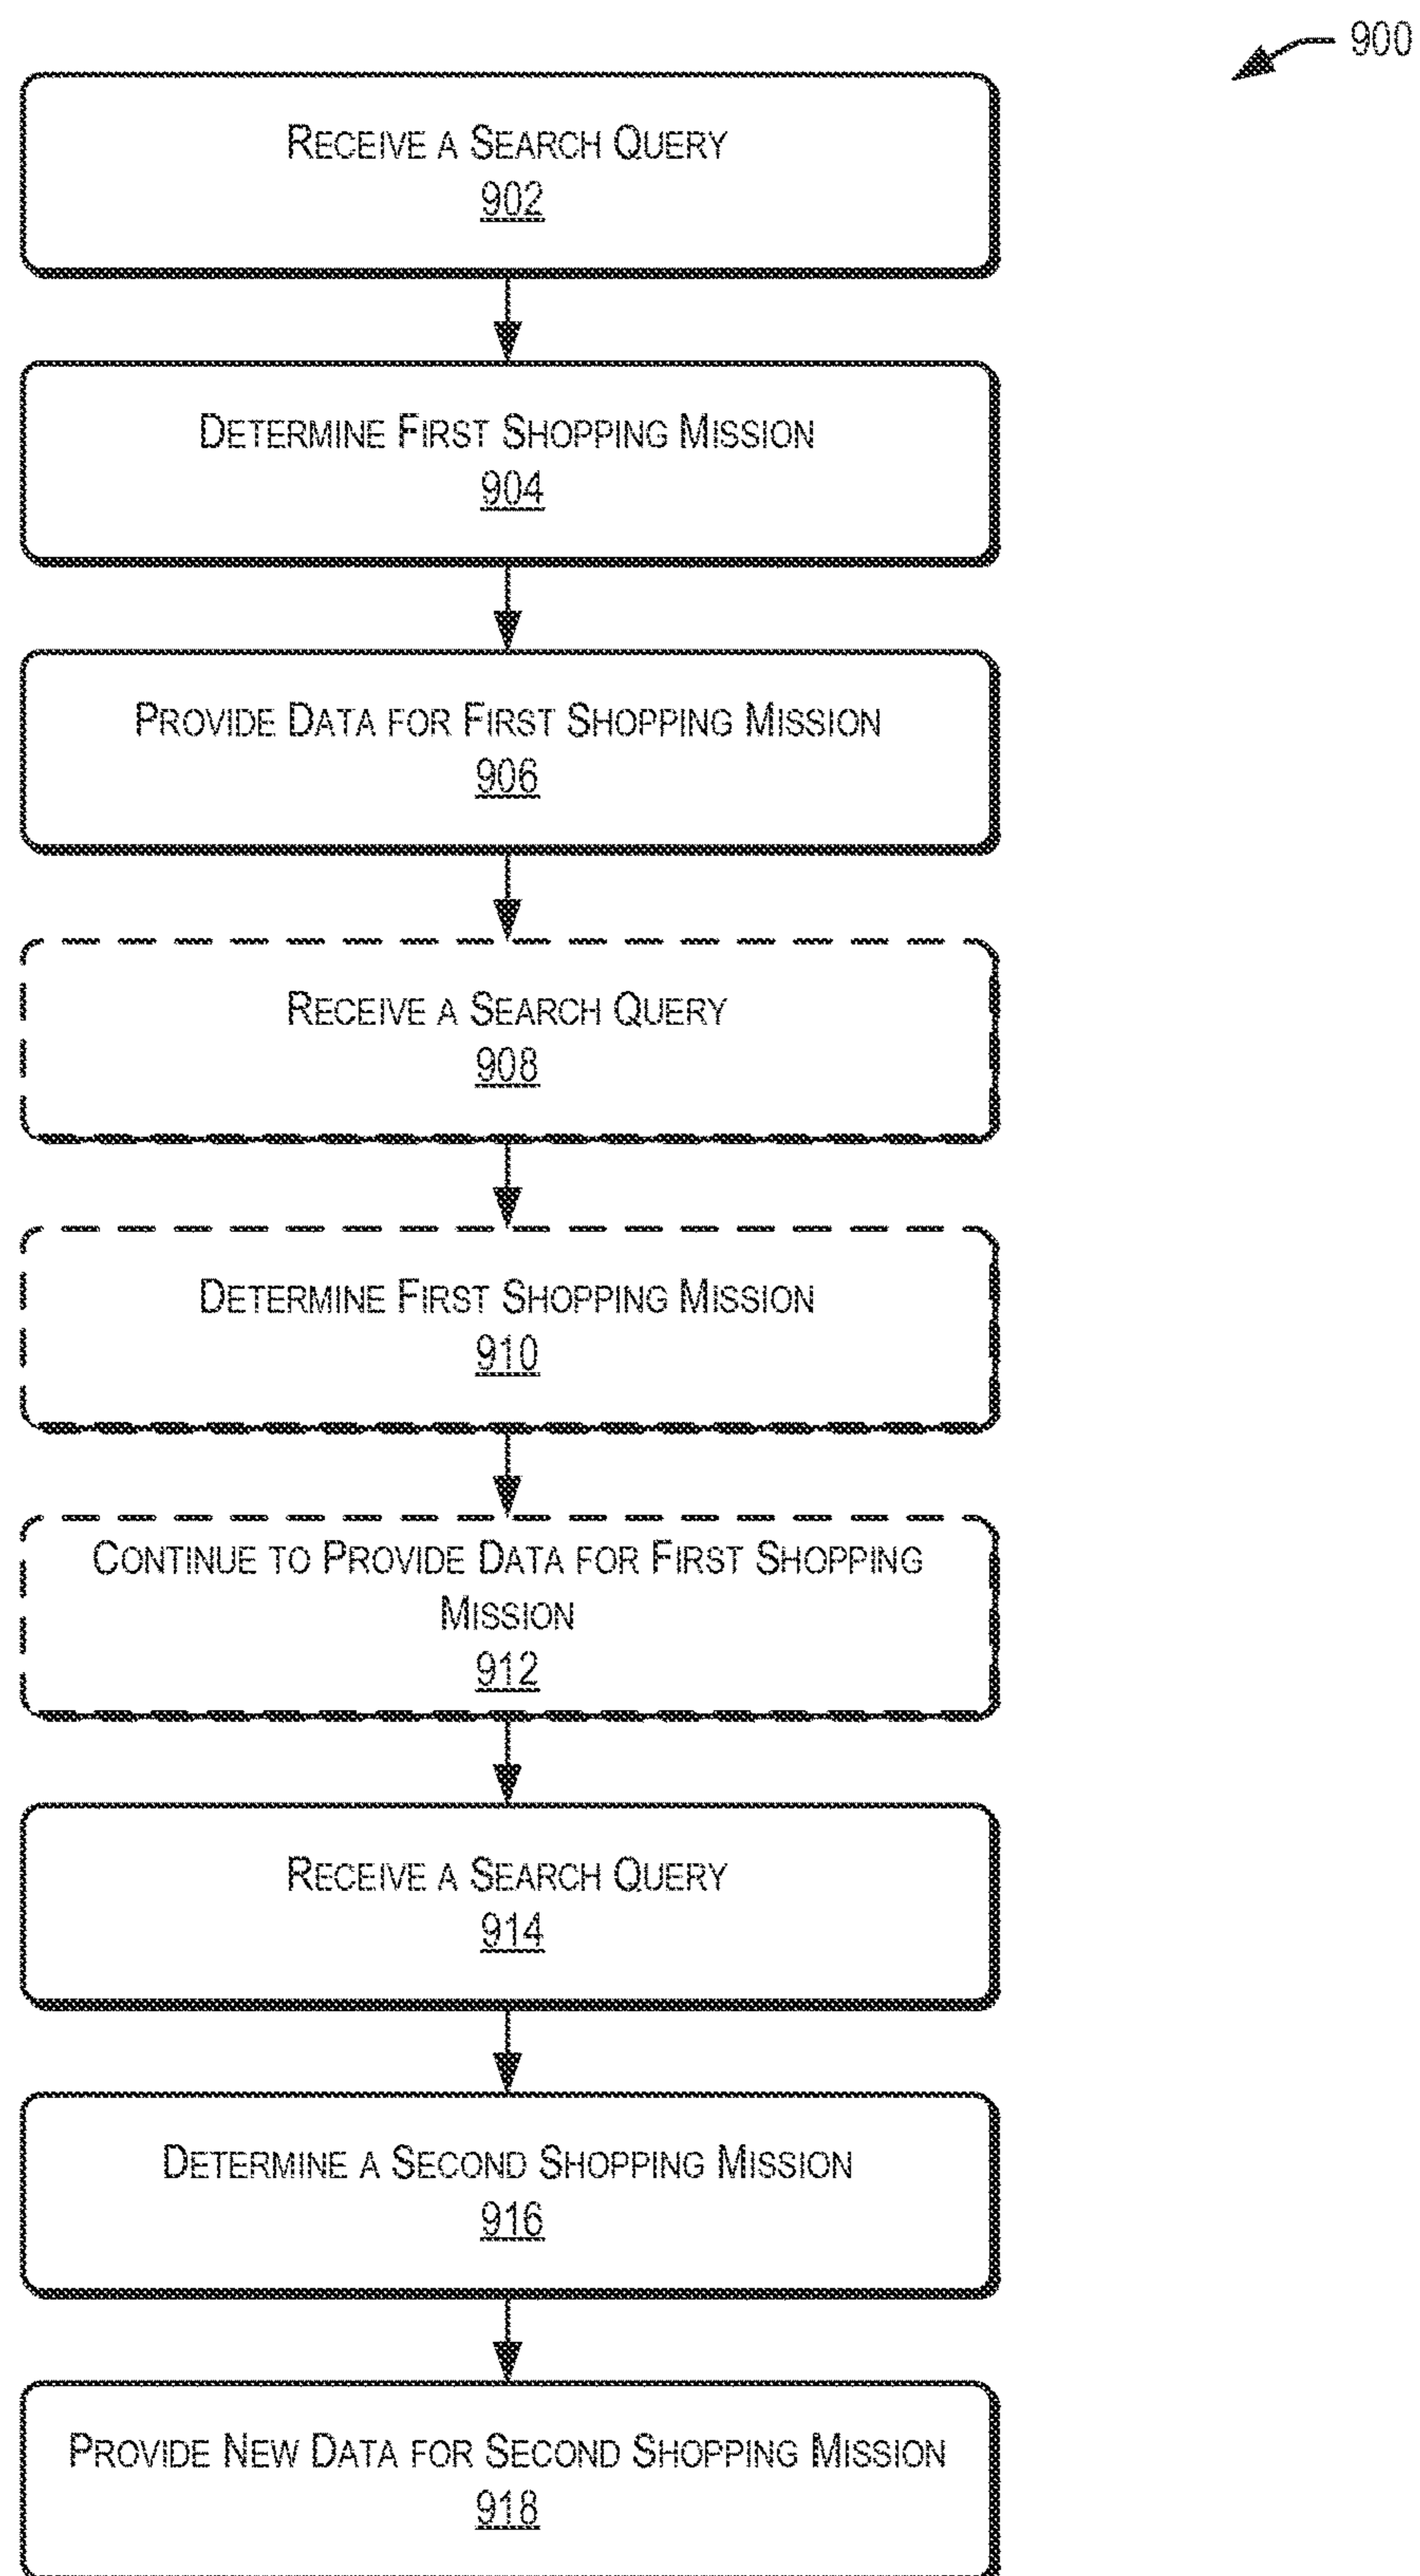 900
RECEIVE A SEARCH QUERY
902
DETERMINE FIRST SHOPPING MISSION
904
PROVIDE DATA FOR FIRST SHOPPING MISSION
906
RECEIVE A SEARCH QUERY
908
DETERMINE FIRST SHOPPING MISSION
910
CONTINUE TO PROVIDE DATA FOR FIRST SHOPPING
MISSION
912
RECEIVE A SEARCH QUERY
914
DETERMINE A SECOND SHOPPING MISSION
916
PROVIDE NEW DATA FOR SECOND SHOPPING MISSION
918